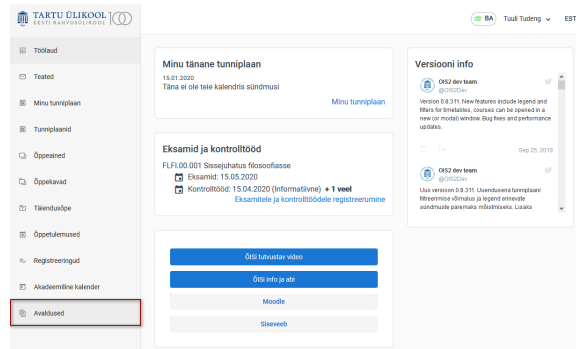 TARTU ÜLIKOOL
EESTI RAHVUSÜLIKOOL 100
BA Tuuli Tudeng EST
Töölaud
Teated
Minu tunniplaan
Tunniplaanid
Õppeained
Õppekavad
Täiendusõpe
Õppetulemused
Registreeringud
Akadeemiline kalender
Avaldused
Minu tänane tunniplaan
15.01.2020
Täna ei ole teie kalendris sündmusi
Minu tunniplaan
Eksamid ja kontrolltööd
FLFI.00.001 Sissejuhatus filosoofiasse
Eksamid: 15.05.2020
Kontrolltööd: 15.04.2020 (Informatiivne) + 1 veel
Eksamitele ja kontrolltöödele registreerumine
ÕISi tutvustav video
ÕISi info ja abi
Moodle
Siseveeb
Versiooni info
OIS2 dev team
@OIS2Dev
Version 0.8.311. New features include legend and
filters for timetables, courses can be opened in a
new (or modal) window. Bug fixes and performance
updates.
Sep 25, 2019
OIS2 dev team
@OIS2Dev
Uus versioon 0.8.311. Uuendusena tunniplaani
filtreerimise võimalus ja legend erinevate
sündmuste paremaks mõistmiseks. Lisaks